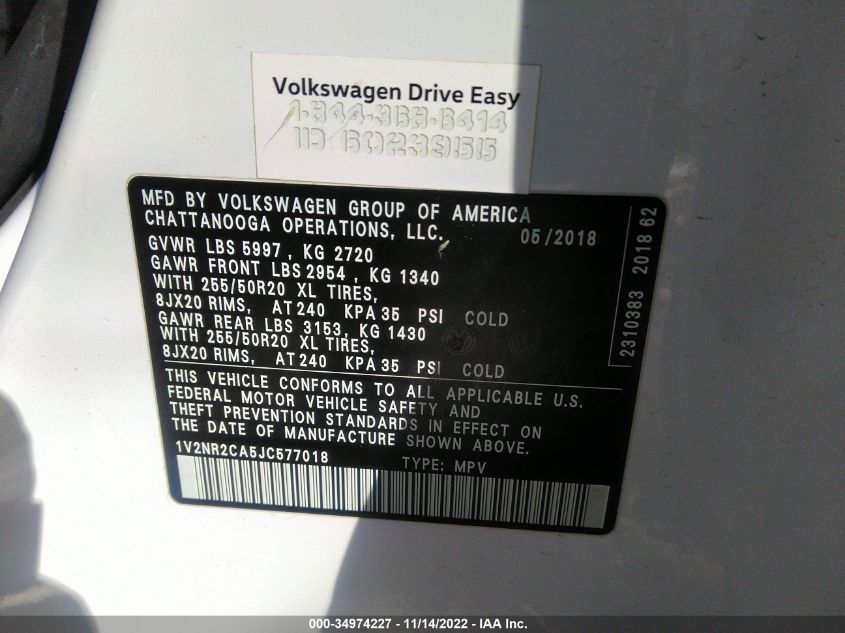 Volkswagen Drive Easy
1-844-353-6414
MFD BY VOLKSWAGEN GROUP OF AMERICA
CHATTANOOGA OPERATIONS, LLC. 05/2018
GVWR LBS 5997 , KG 2720
GAWR FRONT LBS 2954 , KG 1340
WITH 255/50R20 XL TIRES,
8JX20 RIMS, AT 240 KPA 35 PSI COLD
GAWR REAR LBS 3153, KG 1430
WITH 255/50R20 XL TIRES,
8JX20 RIMS, AT 240 KPA 35 PSI COLD
THIS VEHICLE CONFORMS TO ALL APPLICABLE U.S.
FEDERAL MOTOR VEHICLE SAFETY AND
THEFT PREVENTION STANDARDS IN EFFECT ON
THE DATE OF MANUFACTURE SHOWN ABOVE.
1V2NR2CA5JC577018 TYPE: MPV
2310383 2018 62
000-34974227 - 11/14/2022 - IAA Inc.